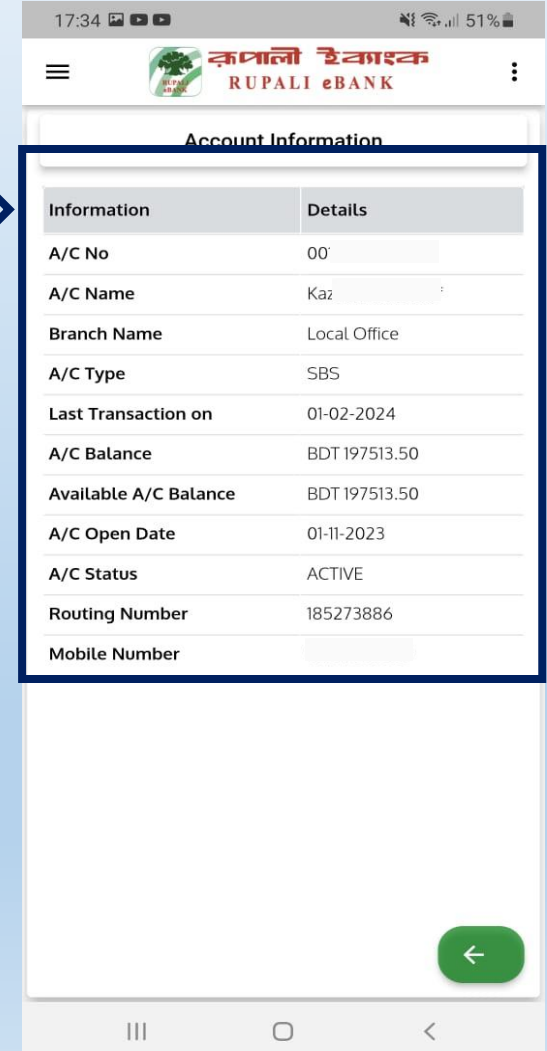 17:34 51%
রূপালী ইব্যাংক
RUPALI eBANK
RUPALI
eBANK
Account Information
Information Details
A/C No 00
A/C Name Kaz
Branch Name Local Office
A/C Type SBS
Last Transaction on 01-02-2024
A/C Balance BDT 197513.50
Available A/C Balance BDT 197513.50
A/C Open Date 01-11-2023
A/C Status ACTIVE
Routing Number 185273886
Mobile Number